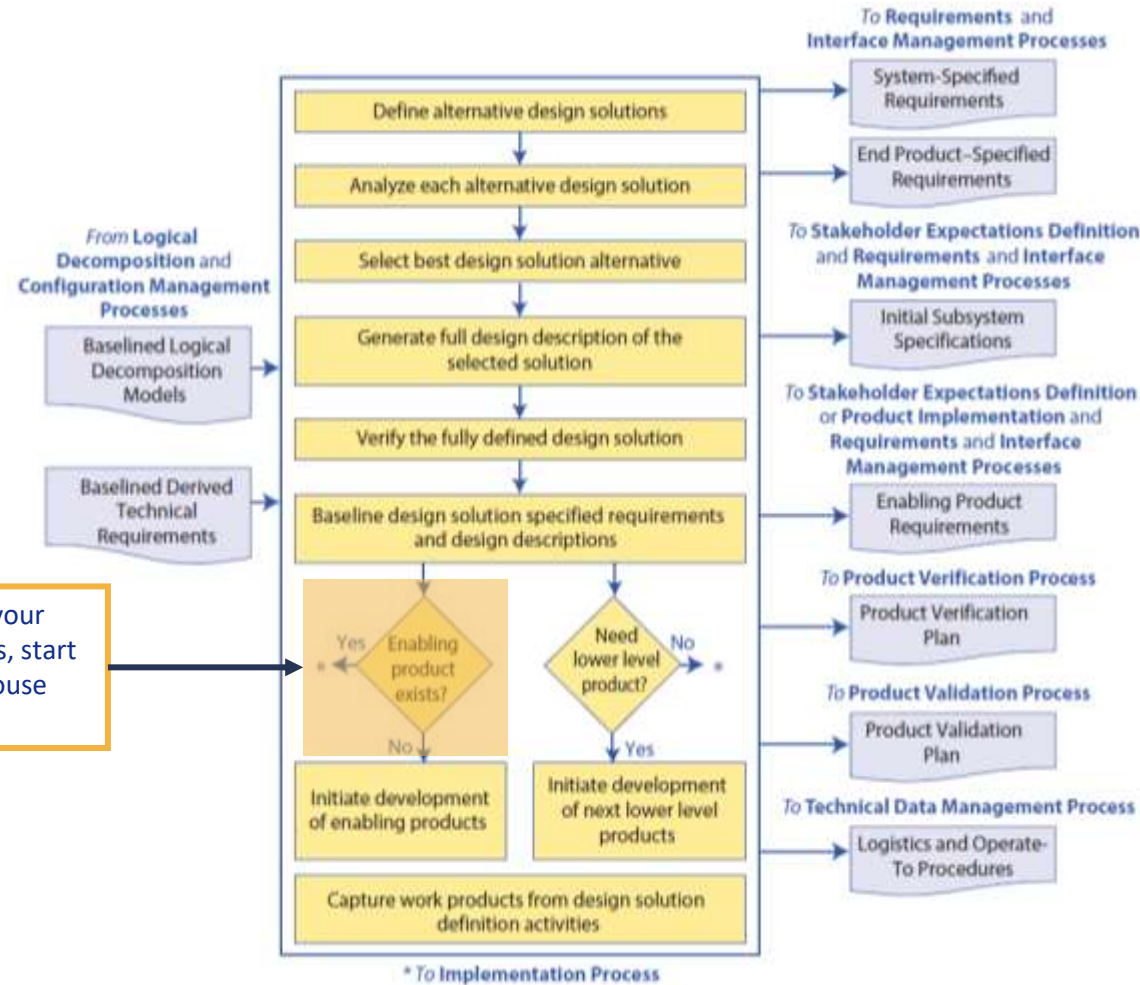 To Requirements and
Interface Management Processes
System-Specified
Requirements
Define alternative design solutions
End Product–Specified
Requirements
Analyze each alternative design solution
From Logical
Decomposition and
Configuration Management
Processes
To Stakeholder Expectations Definition
and Requirements and Interface
Management Processes
Select best design solution alternative
Initial Subsystem
Specifications
Baselined Logical
Decomposition
Models
Generate full design description of the
selected solution
To Stakeholder Expectations Definition
or Product Implementation and
Requirements and Interface
Management Processes
Verify the fully defined design solution
Baselined Derived
Technical
Requirements
Enabling Product
Requirements
Baseline design solution specified requirements
and design descriptions
To Product Verification Process
Product Verification
Plan
your
s, start
ouse
Yes
Enabling
product
exists?
No
Need
lower level
product?
No
*
*
Yes
To Product Validation Process
Product Validation
Plan
Initiate development
of enabling products
Initiate development
of next lower level
products
To Technical Data Management Process
Logistics and Operate-
To Procedures
Capture work products from design solution
definition activities
* To Implementation Process